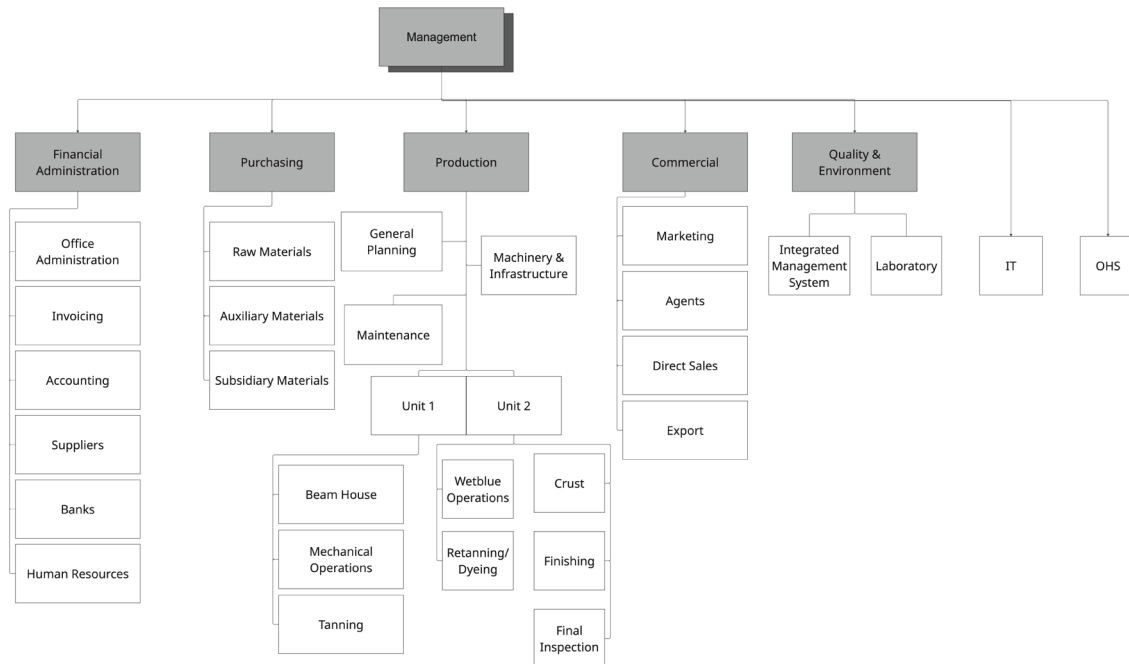 Management
Financial
Administration
Purchasing
Production
Commercial
Quality &
Environment
Office
Administration
Invoicing
Accounting
Suppliers
Banks
Human Resources
Raw Materials
Auxiliary Materials
Subsidiary Materials
General
Planning
Machinery &
Infrastructure
Maintenance
Unit 1
Unit 2
Beam House
Mechanical
Operations
Tanning
Wetblue
Operations
Retanning/
Dyeing
Crust
Finishing
Final
Inspection
Marketing
Agents
Direct Sales
Export
Integrated
Management
System
Laboratory
IT
OHS